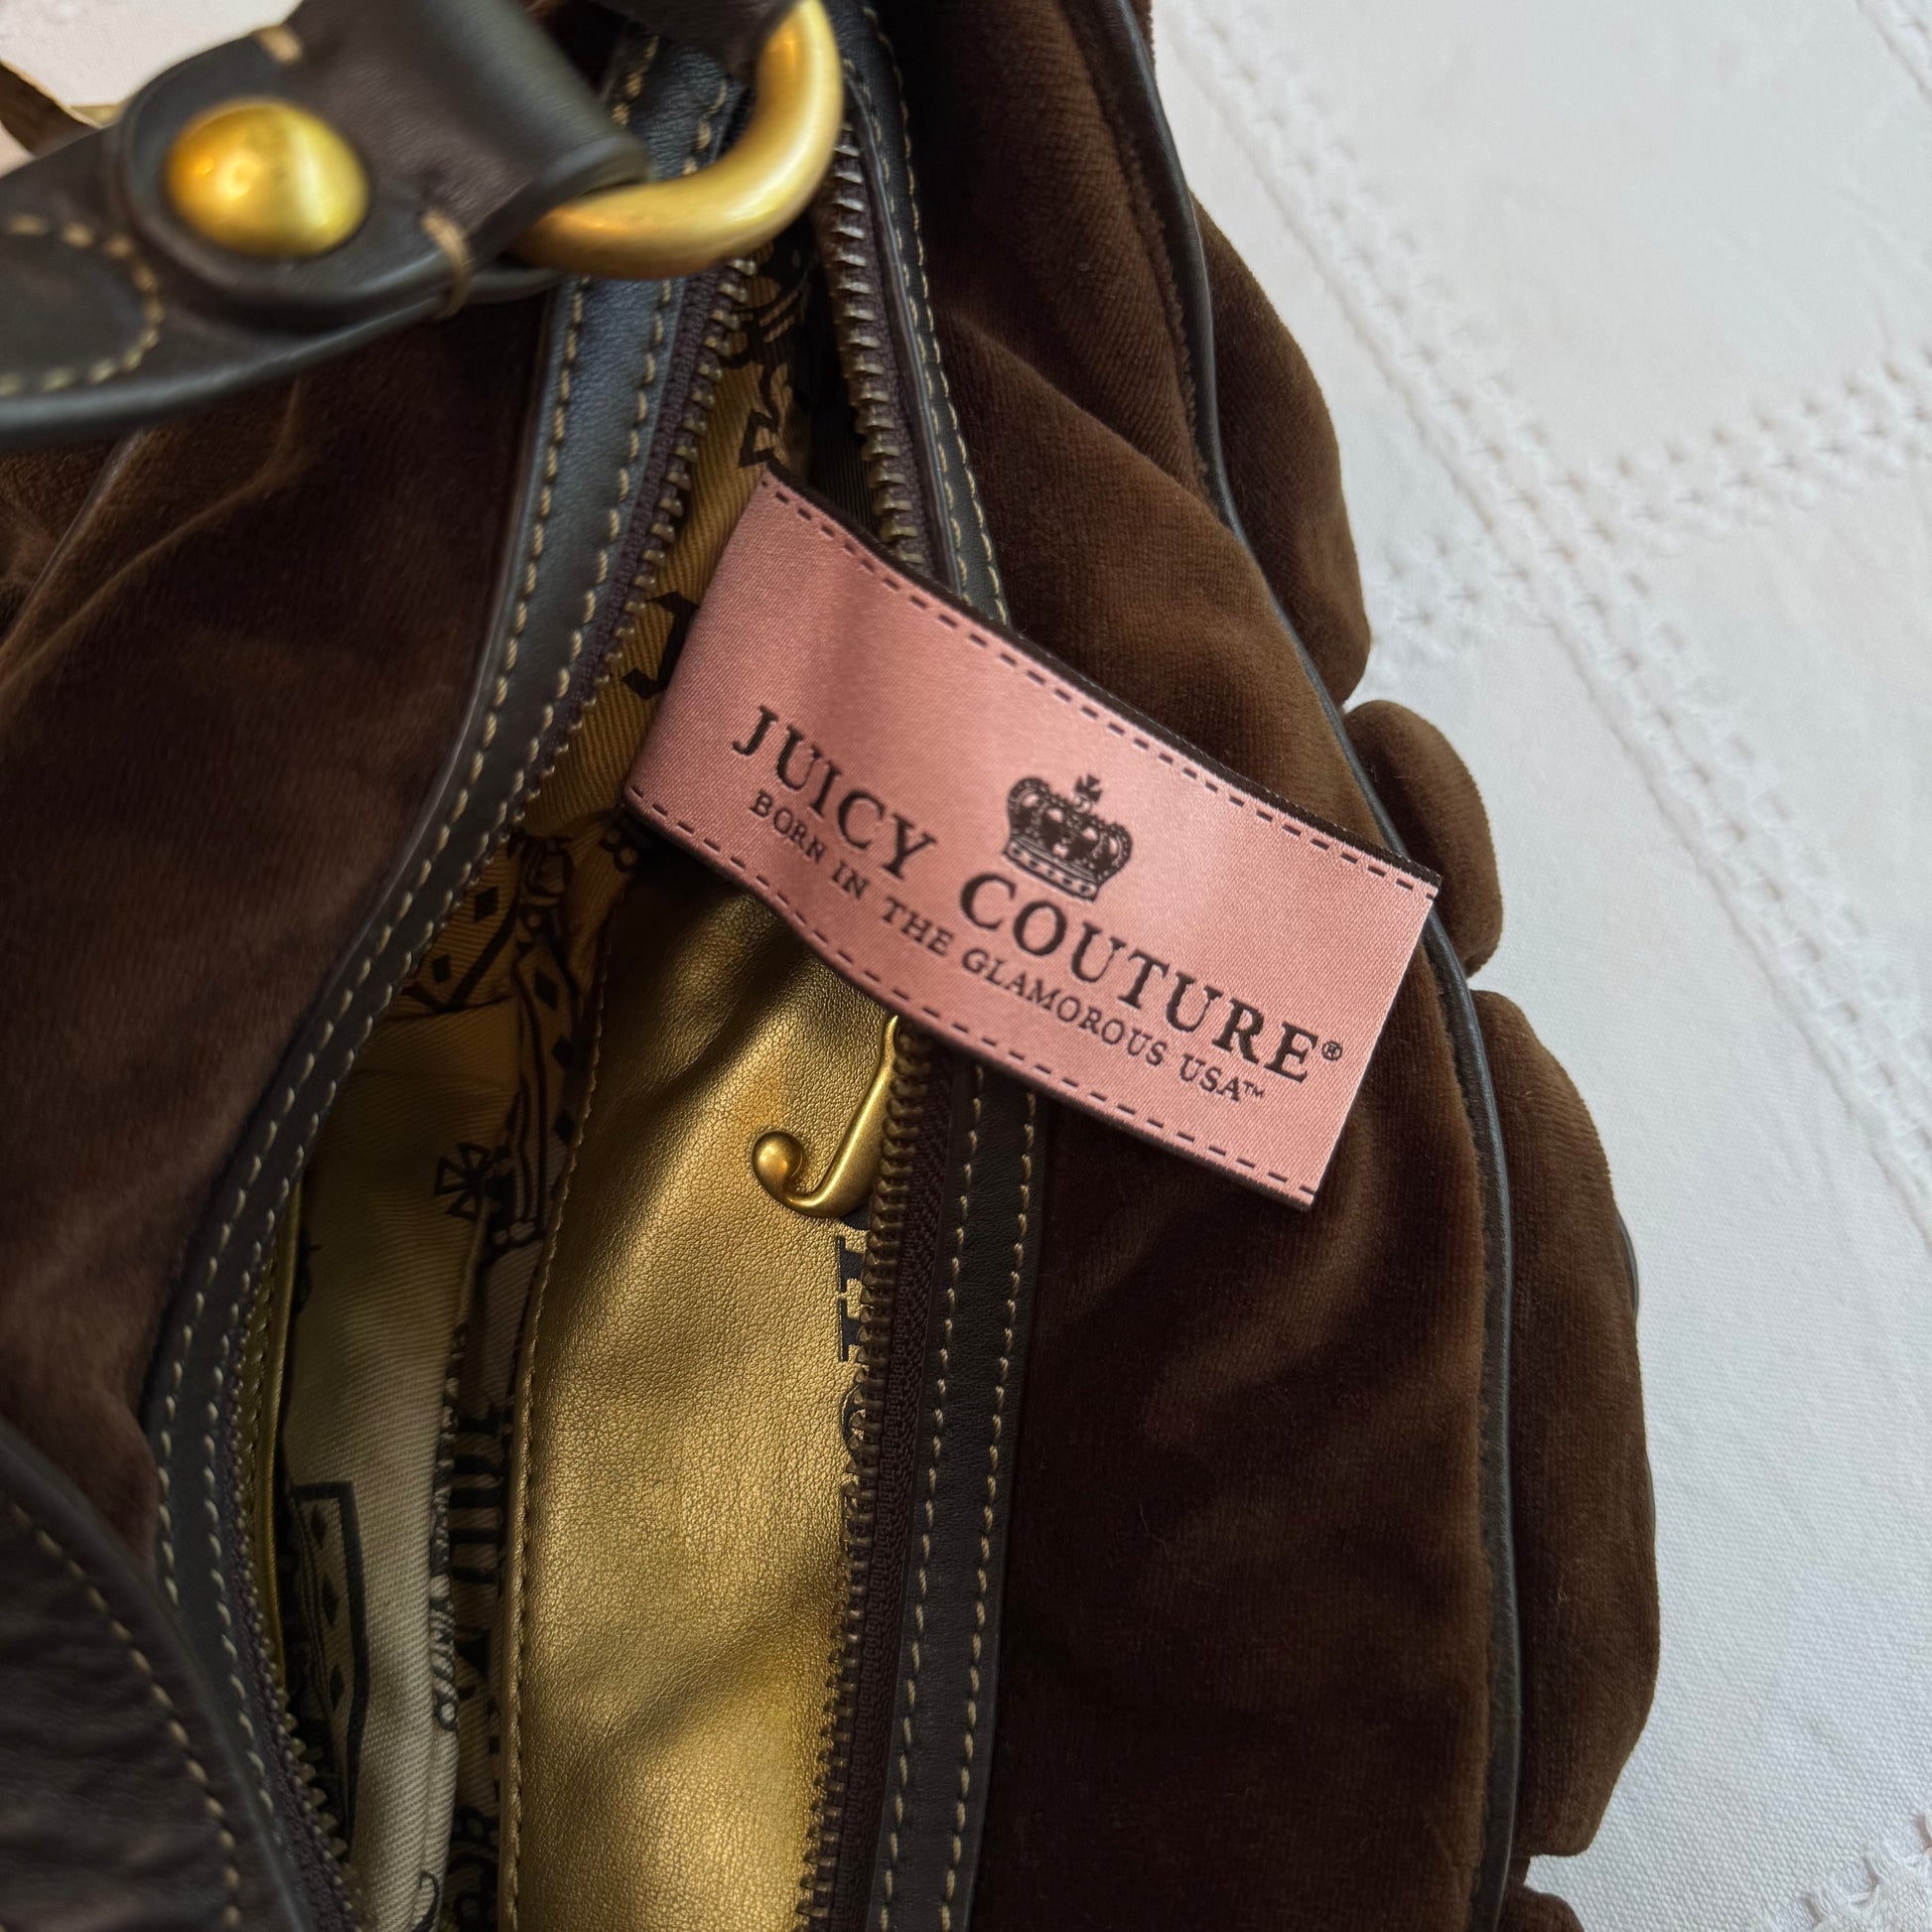 JUICY COUTURE®
BORN IN THE GLAMOROUS USA™
J